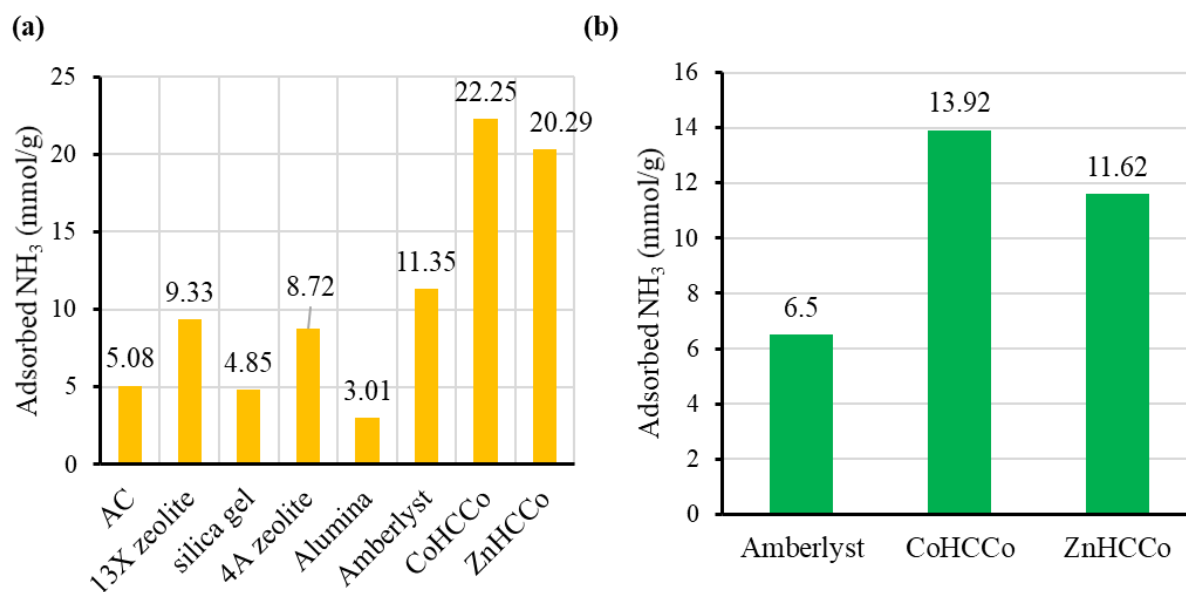 (a)
Adsorbed NH₃ (mmol/g)
25
20
15
10
5
0
5.08
9.33
4.85
8.72
3.01
11.35
22.25
20.29
AC
13X zeolite
silica gel
4A zeolite
Alumina
Amberlyst
CoHCCo
ZnHCCo
(b)
Adsorbed NH₃ (mmol/g)
16
14
12
10
8
6
4
2
0
6.5
13.92
11.62
Amberlyst
CoHCCo
ZnHCCo